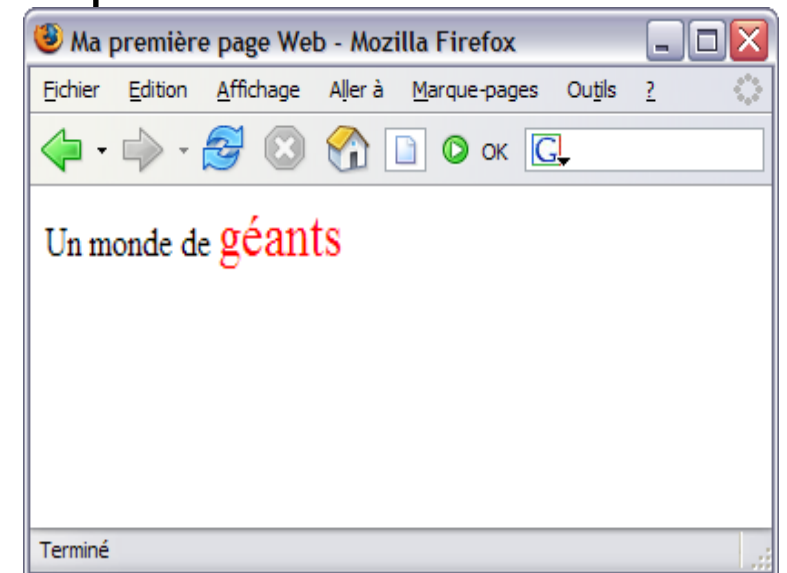 Ma première page Web - Mozilla Firefox
Fichier Edition Affichage Aller à Marque-pages Outils ?
OK G
Un monde de géants
Terminé